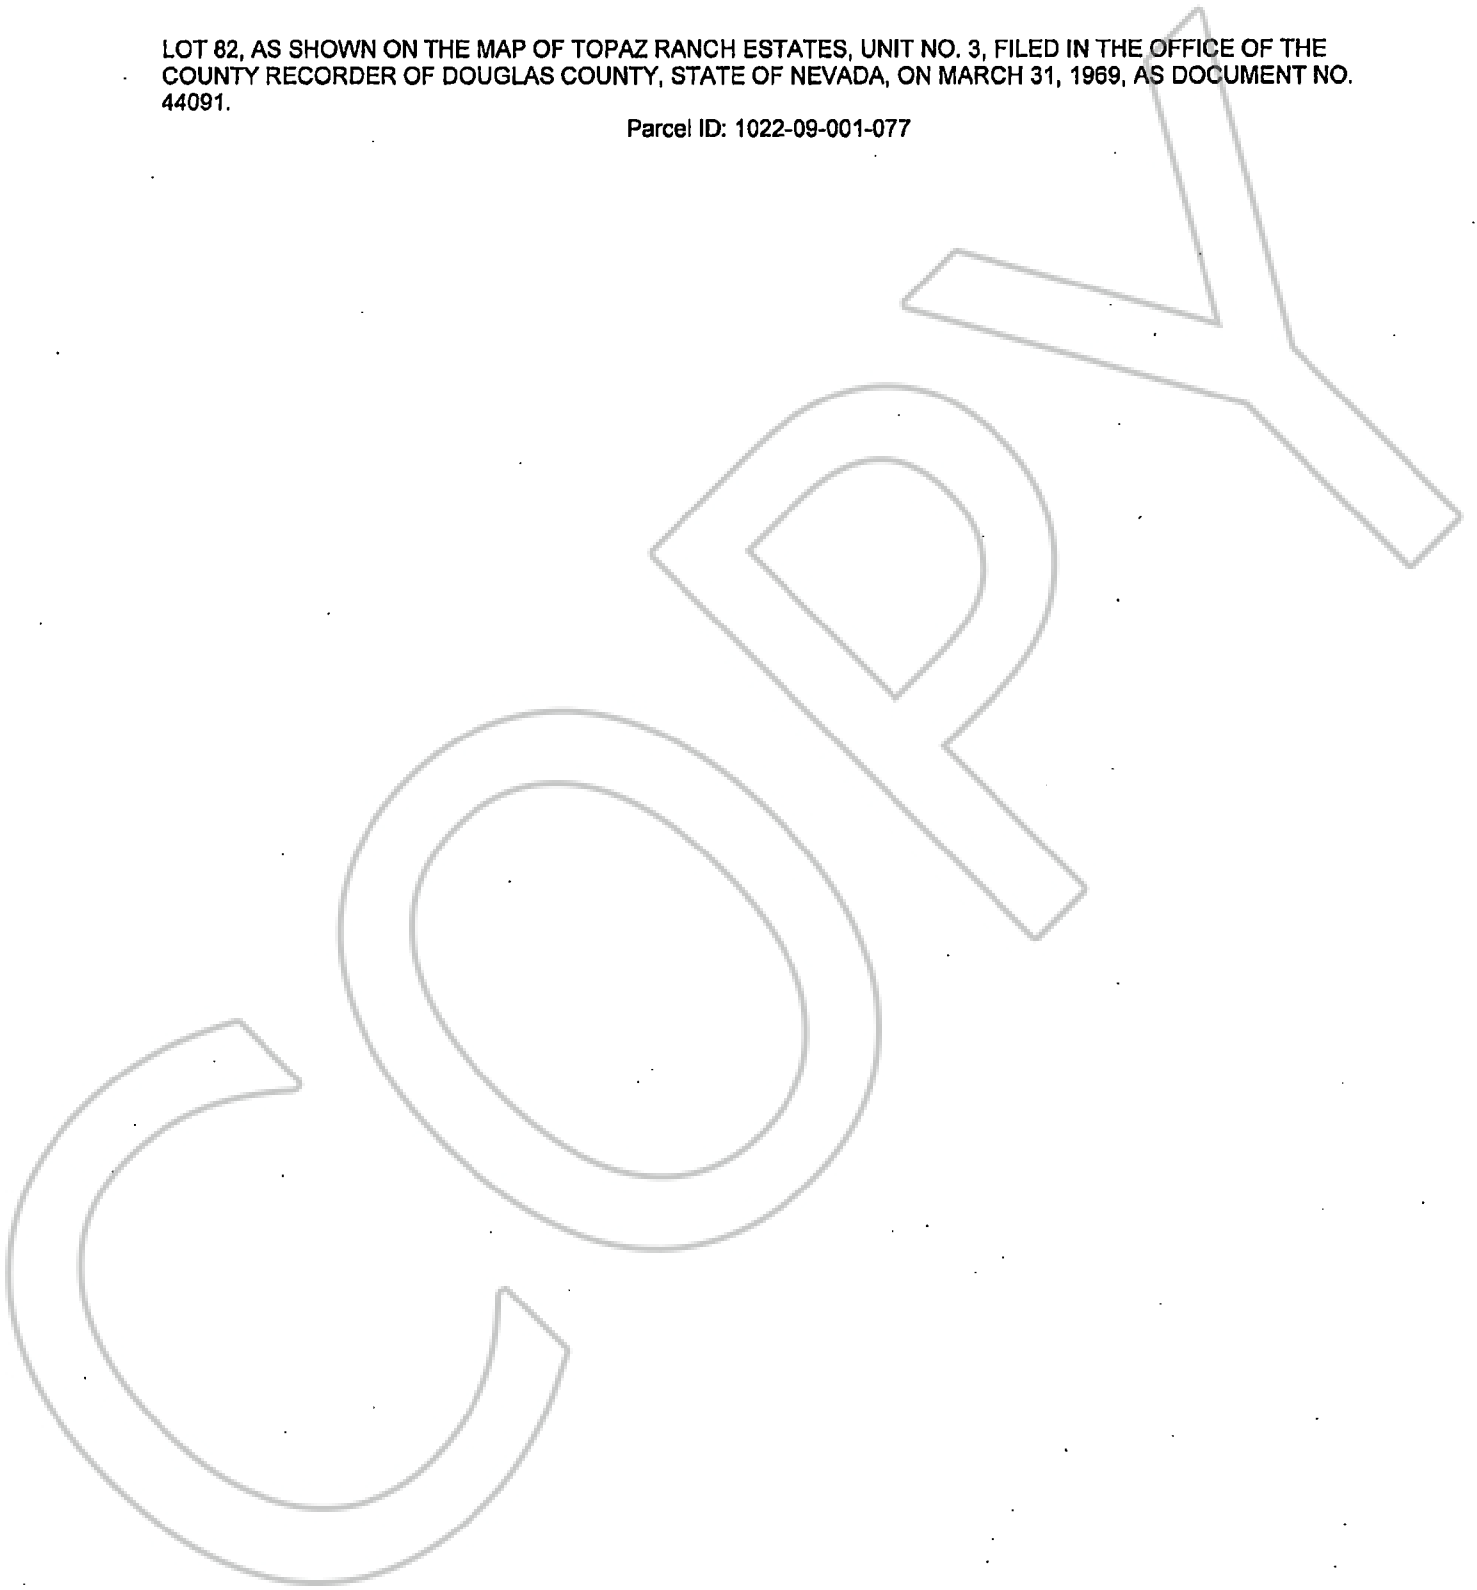 LOT 82, AS SHOWN ON THE MAP OF TOPAZ RANCH ESTATES, UNIT NO. 3, FILED IN THE OFFICE OF THE
COUNTY RECORDER OF DOUGLAS COUNTY, STATE OF NEVADA, ON MARCH 31, 1969, AS DOCUMENT NO.
44091.
Parcel ID: 1022-09-001-077
COPY